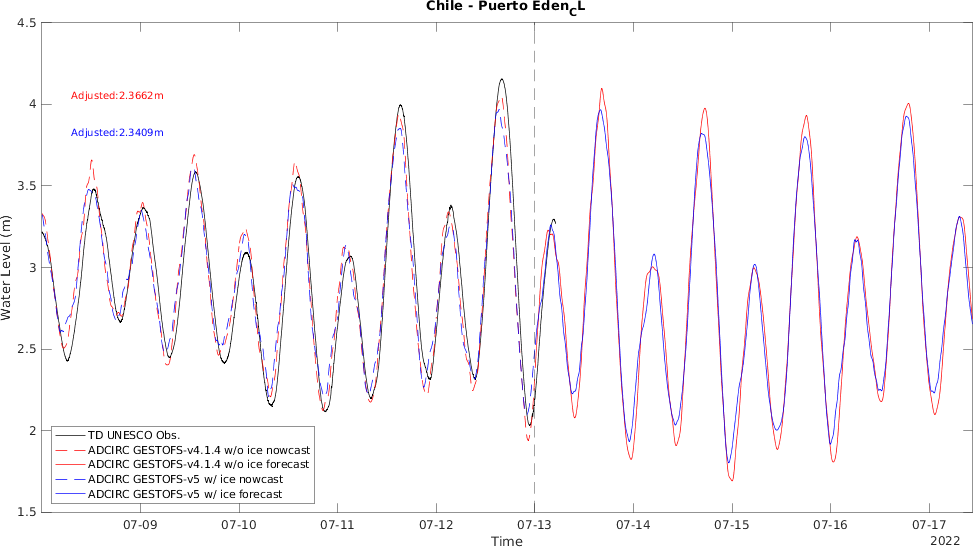 Chile - Puerto Eden_CL
4.5
4
3.5
3
2.5
2
1.5
Water Level (m)
Adjusted:2.3662m
Adjusted:2.3409m
TD UNESCO Obs.
ADCIRC GESTOFS-v4.1.4 w/o ice nowcast
ADCIRC GESTOFS-v4.1.4 w/o ice forecast
ADCIRC GESTOFS-v5 w/ ice nowcast
ADCIRC GESTOFS-v5 w/ ice forecast
07-09 07-10 07-11 07-12 07-13 07-14 07-15 07-16 07-17
Time
2022